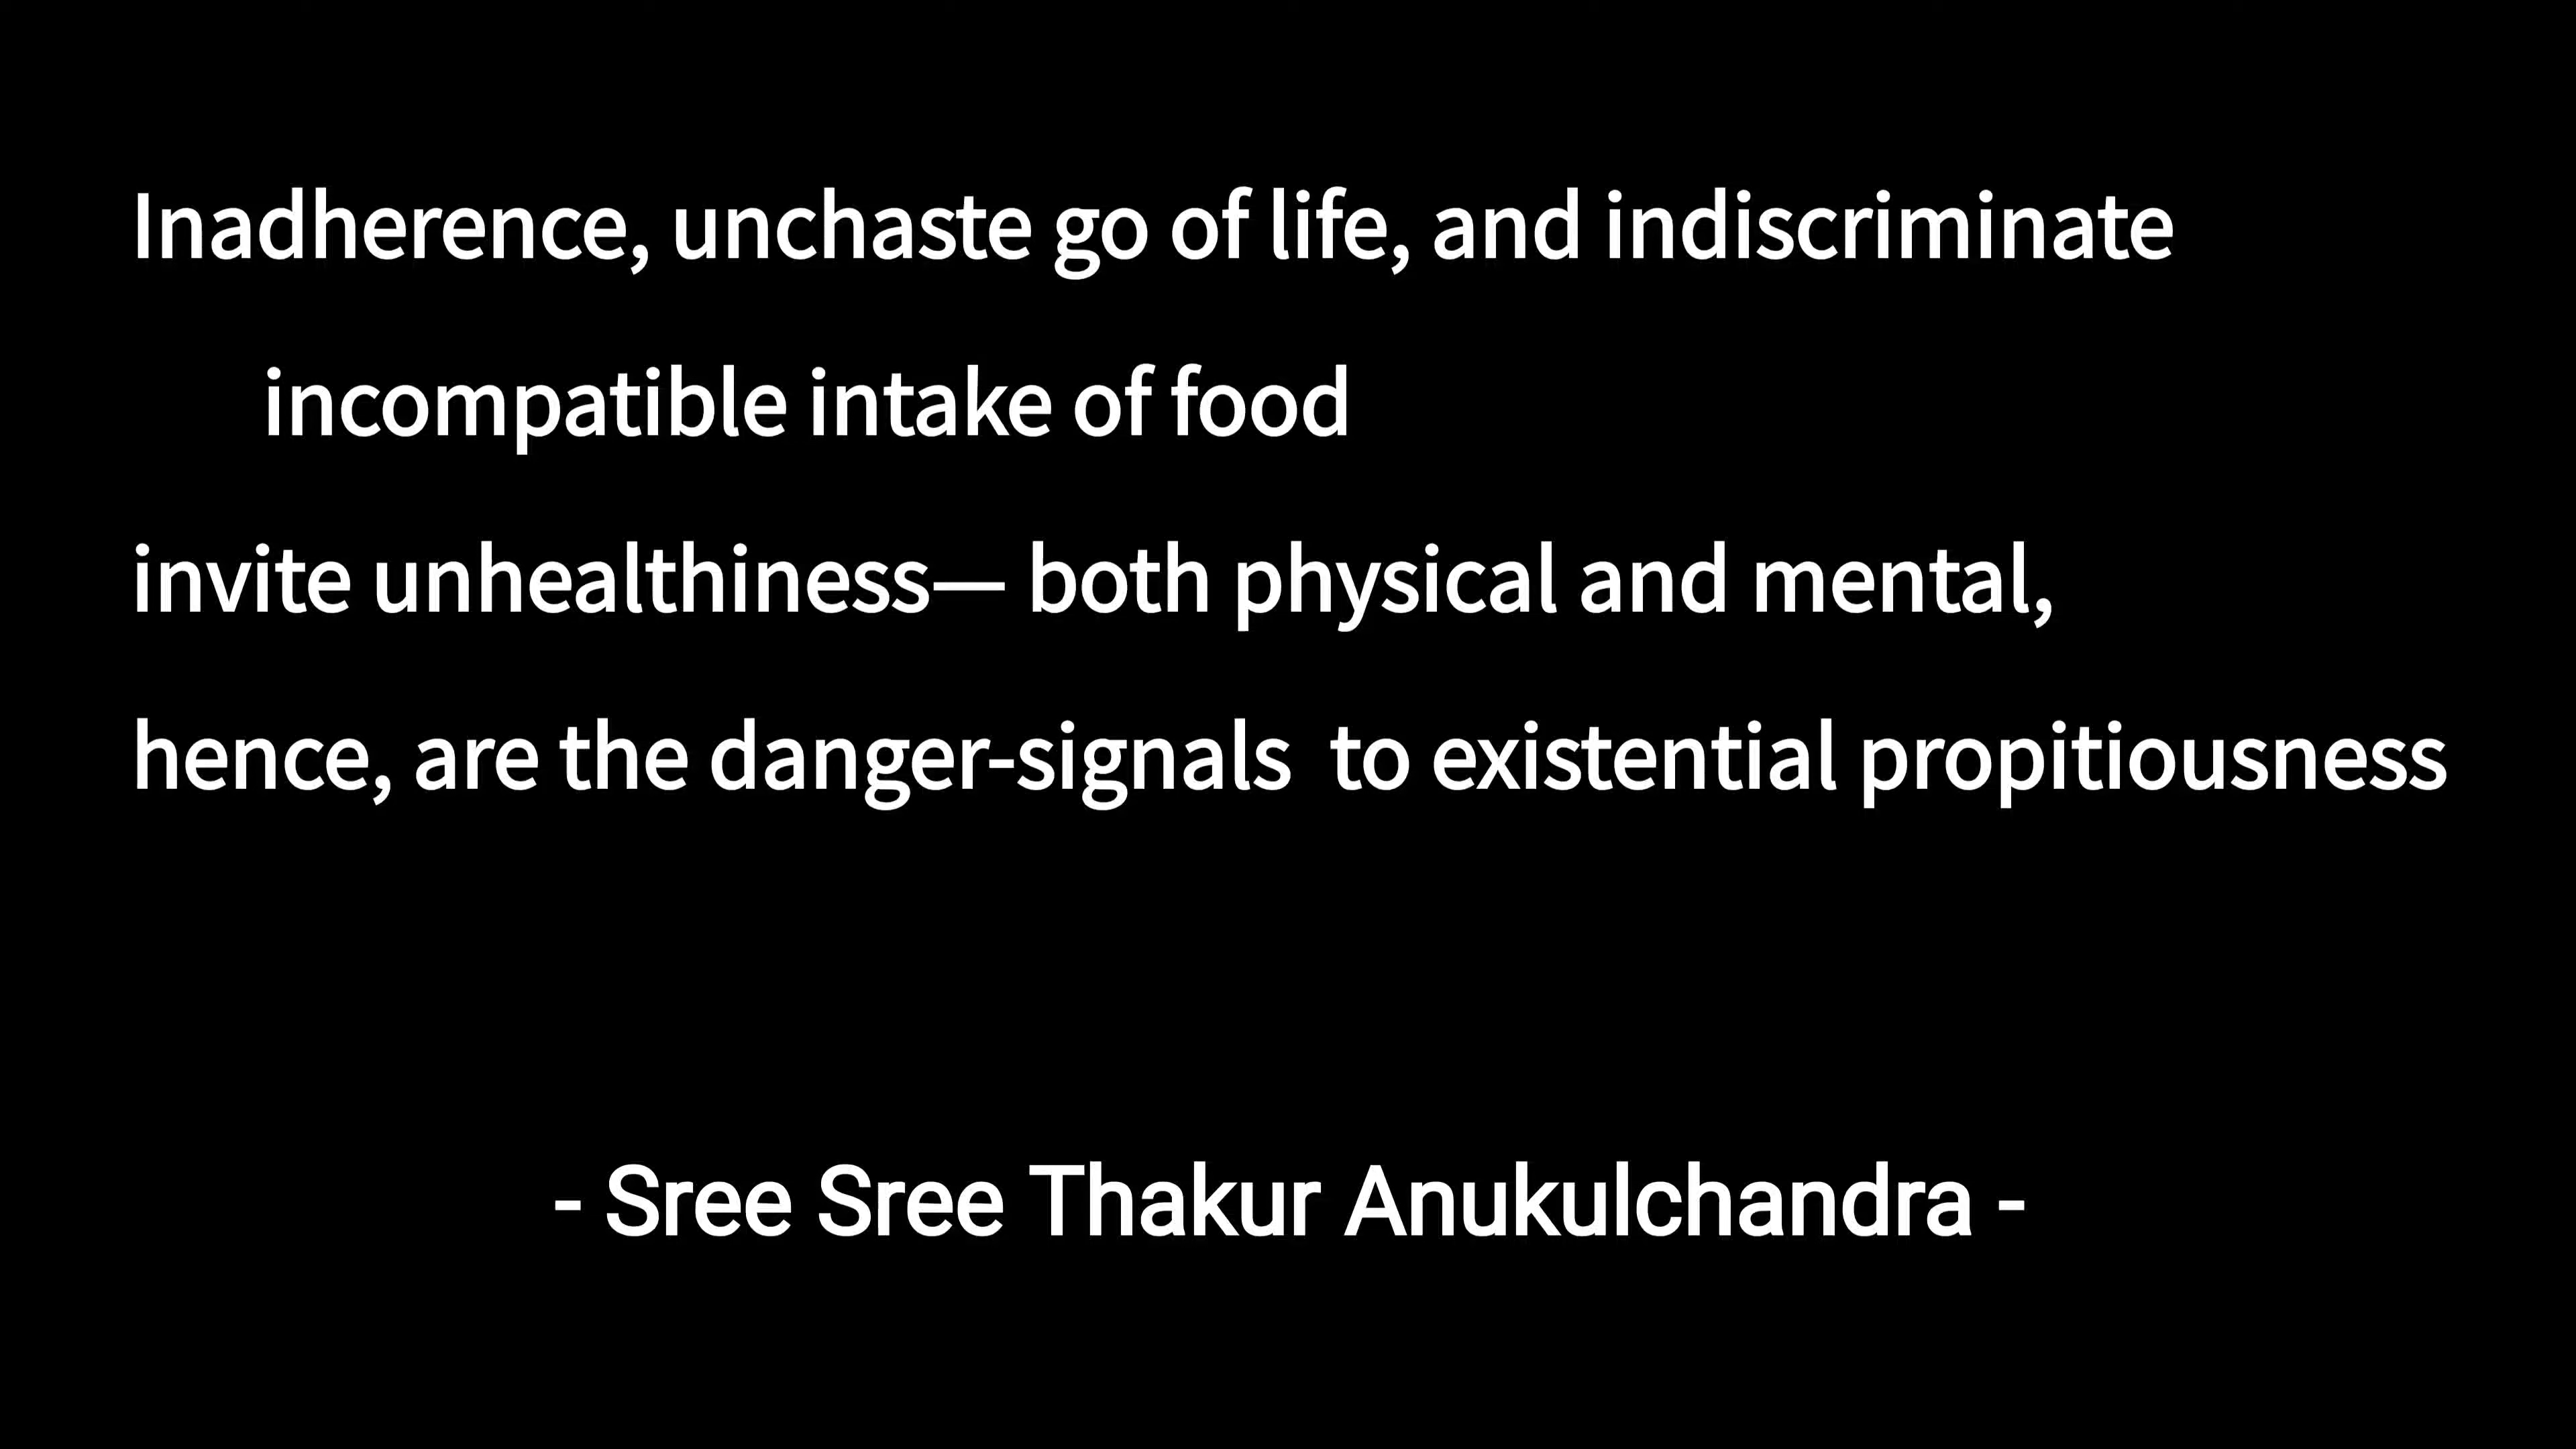 Inadherence, unchaste go of life, and indiscriminate
incompatible intake of food
invite unhealthiness— both physical and mental,
hence, are the danger-signals  to existential propitiousness
- Sree Sree Thakur Anukulchandra -